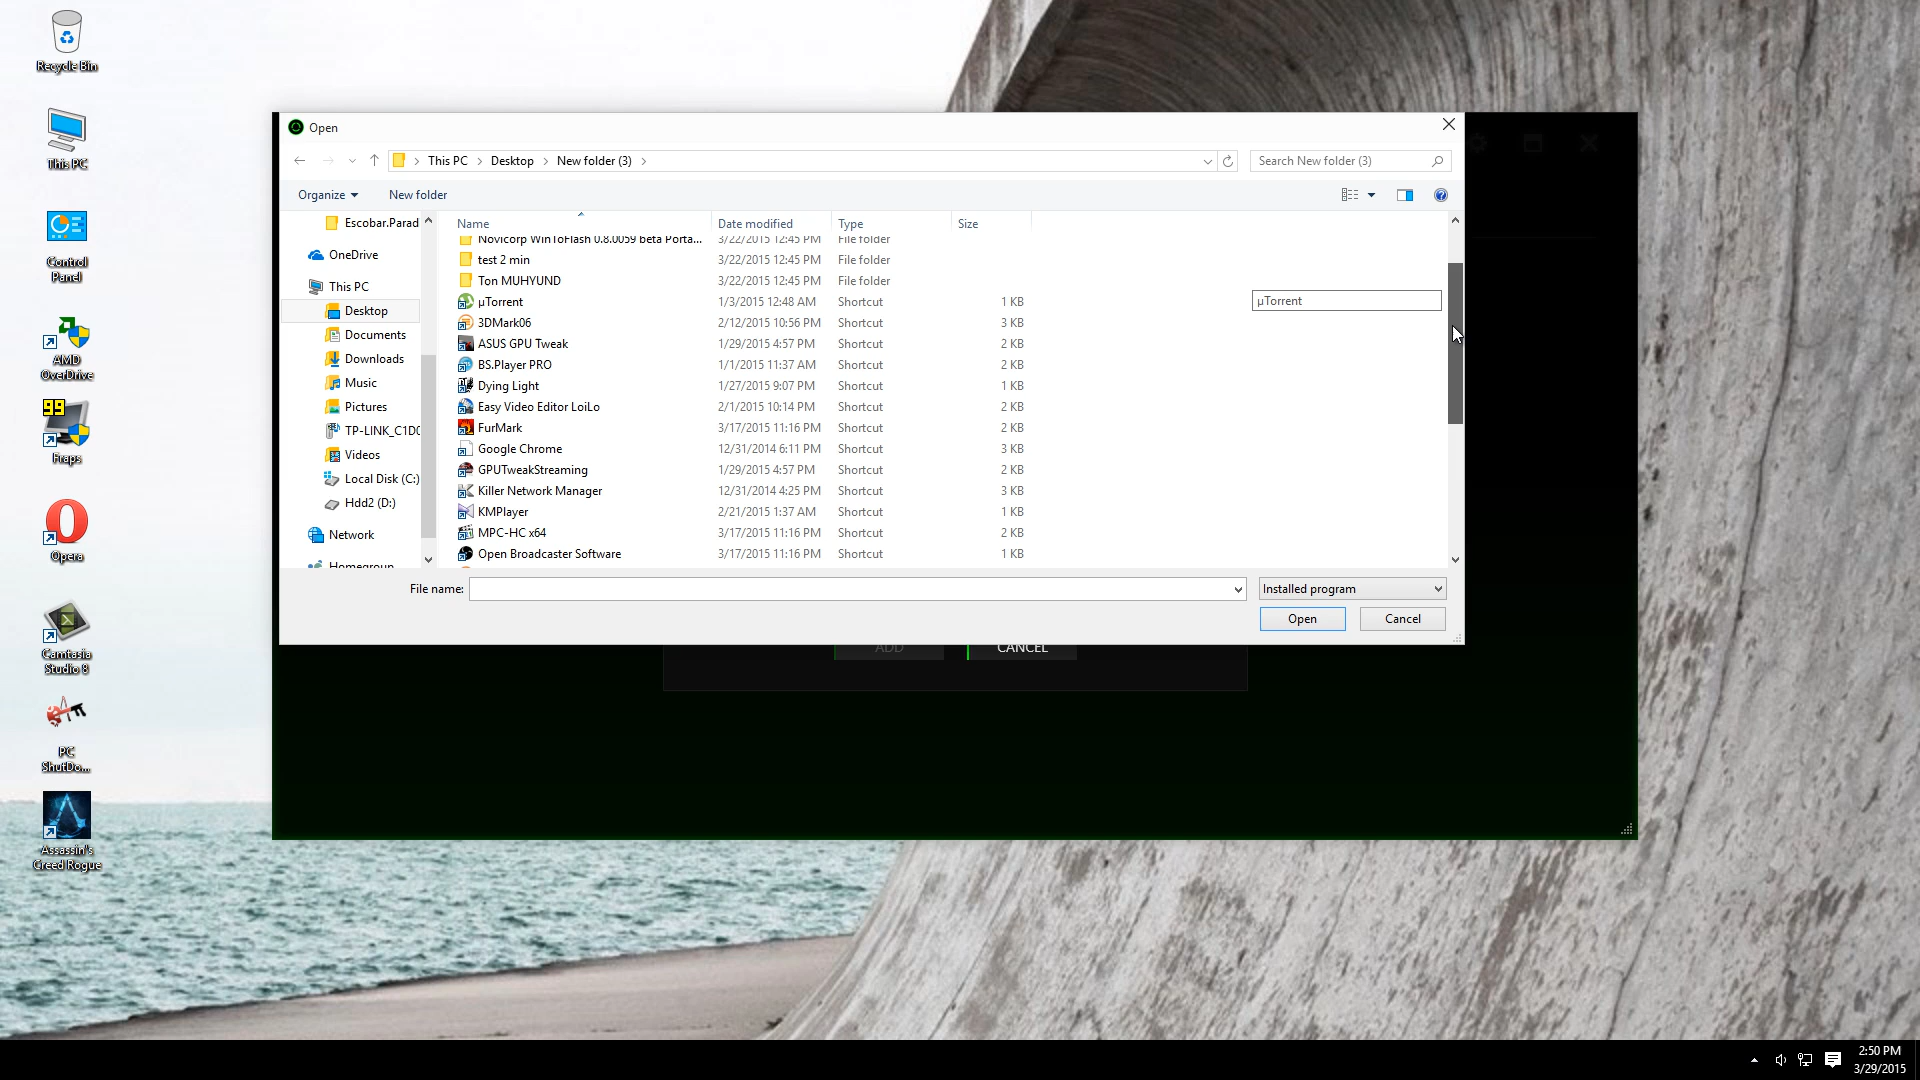 Recycle Bin
This PC
Control
Panel
AMD
OverDrive
99
Fraps
Opera
Camtasia
Studio 8
PC
ShutDo...
Assassin's
Creed Rogue
Open
This PC
Desktop
New folder (3)
Search New folder (3)
Organize
New folder
Escobar.Parad
OneDrive
This PC
Desktop
Documents
Downloads
Music
Pictures
TP-LINK_C1D0
Videos
Local Disk (C:)
Hdd2 (D:)
Network
Homegroup
Name Date modified Type Size
Novicorp WinToFlash 0.8.0059 beta Porta... 3/22/2015 12:45 PM File folder
test 2 min 3/22/2015 12:45 PM File folder
Ton MUHYUND 3/22/2015 12:45 PM File folder
µTorrent 1/3/2015 12:48 AM Shortcut 1 KB
3DMark06 2/12/2015 10:56 PM Shortcut 3 KB
ASUS GPU Tweak 1/29/2015 4:57 PM Shortcut 2 KB
BS.Player PRO 1/1/2015 11:37 AM Shortcut 2 KB
Dying Light 1/27/2015 9:07 PM Shortcut 1 KB
Easy Video Editor LoiLo 2/1/2015 10:14 PM Shortcut 2 KB
FurMark 3/17/2015 11:16 PM Shortcut 2 KB
Google Chrome 12/31/2014 6:11 PM Shortcut 3 KB
GPUTweakStreaming 1/29/2015 4:57 PM Shortcut 2 KB
Killer Network Manager 12/31/2014 4:25 PM Shortcut 3 KB
KMPlayer 2/21/2015 1:37 AM Shortcut 1 KB
MPC-HC x64 3/17/2015 11:16 PM Shortcut 2 KB
Open Broadcaster Software 3/17/2015 11:16 PM Shortcut 1 KB
µTorrent
File name:
Installed program
Open
Cancel
ADD
CANCEL
2:50 PM
3/29/2015